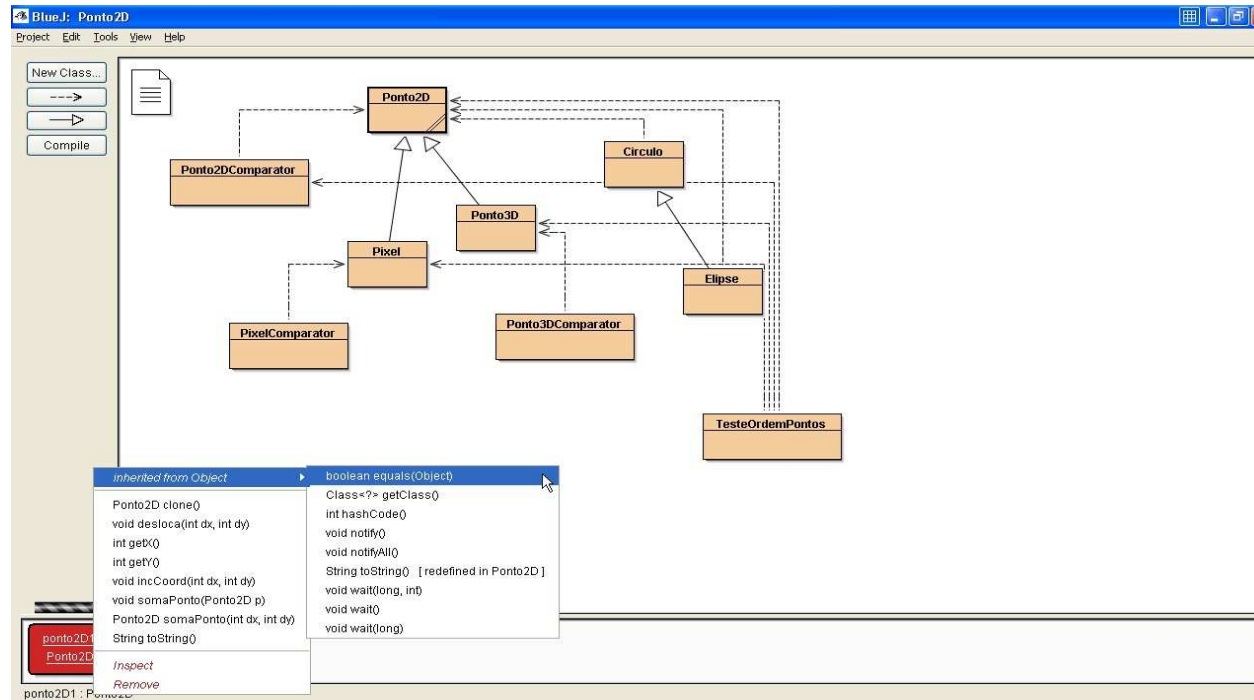 BlueJ: Ponto2D
Project Edit Tools View Help
New Class...
Compile
Ponto2D
Circulo
Ponto2DComparator
Ponto3D
Pixel
Elipse
PixelComparator
Ponto3DComparator
TesteOrdemPontos
inherited from Object
Ponto2D clone()
void desloca(int dx, int dy)
int getX()
int getY()
void incCoord(int dx, int dy)
void somaPonto(Ponto2D p)
Ponto2D somaPonto(int dx, int dy)
String toString()
Inspect
Remove
boolean equals(Object)
Class<?> getClass()
int hashCode()
void notify()
void notifyAll()
String toString() [ redefined in Ponto2D ]
void wait(long, int)
void wait()
void wait(long)
ponto2D1
Ponto2D
ponto2D1 : Ponto2D